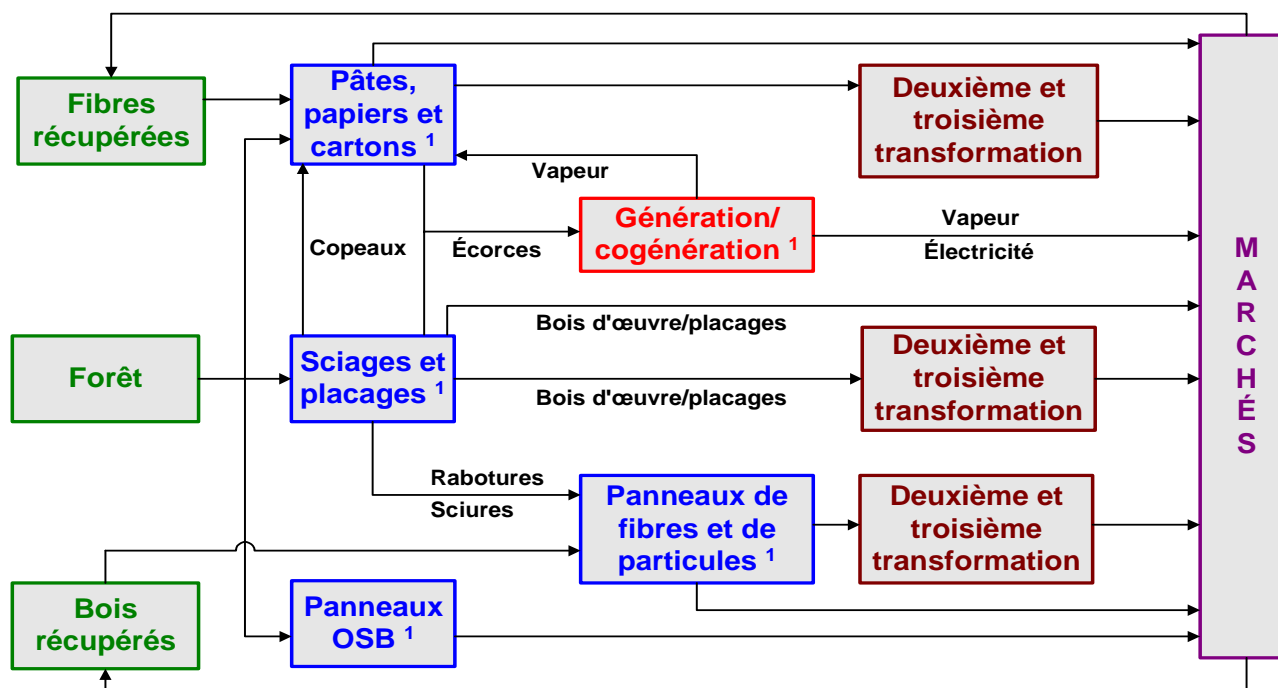 Fibres
récupérées
Pâtes,
papiers et
cartons ¹
Deuxième et
troisième
transformation
Vapeur
Génération/
cogénération ¹
Vapeur
Électricité
Copeaux
Écorces
MARCHÉS
Bois d'œuvre/placages
Forêt
Sciages et
placages ¹
Bois d'œuvre/placages
Deuxième et
troisième
transformation
Rabotures
Sciures
Panneaux de
fibres et de
particules ¹
Deuxième et
troisième
transformation
Bois
récupérés
Panneaux
OSB ¹